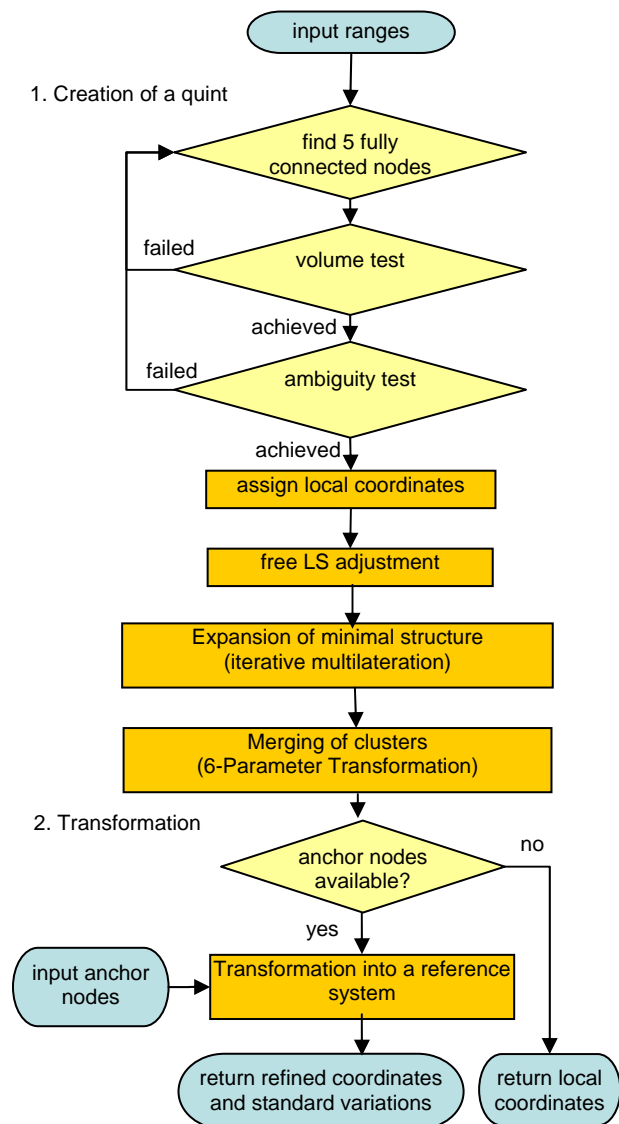 input ranges
1. Creation of a quint
find 5 fully
connected nodes
failed
volume test
achieved
failed
ambiguity test
achieved
assign local coordinates
free LS adjustment
Expansion of minimal structure
(iterative multilateration)
Merging of clusters
(6-Parameter Transformation)
2. Transformation
no
anchor nodes
available?
yes
input anchor
nodes
Transformation into a reference
system
return refined coordinates
and standard variations
return local
coordinates